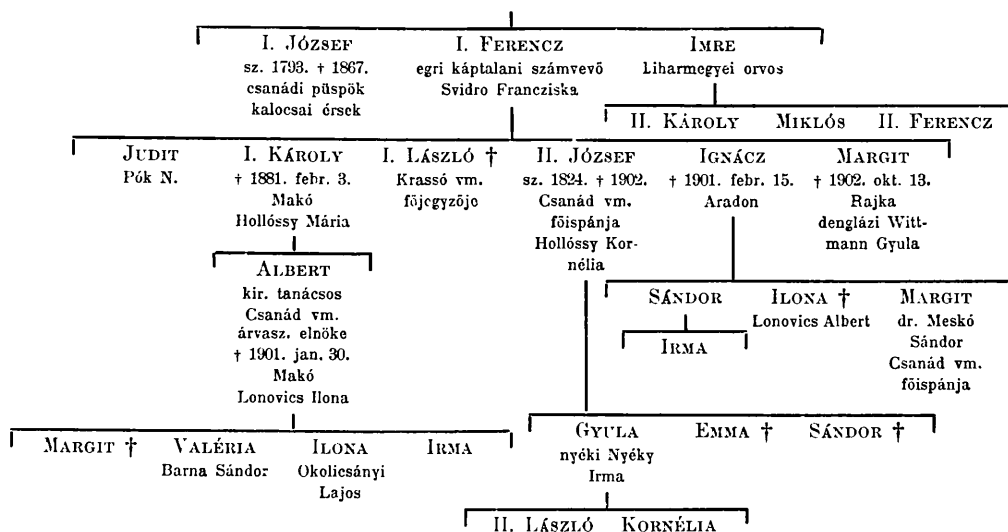 I. JÓZSEF
sz. 1793. † 1867.
csanádi püspök
kalocsai érsek
I. FERENCZ
egri káptalani számvevő
Svidro Francziska
IMRE
Liharmegyei orvos
II. KÁROLY MIKLÓS II. FERENCZ
JUDIT
Pók N.
I. KÁROLY
† 1881. febr. 3.
Makó
Hollóssy Mária
I. LÁSZLÓ †
Krassó vm.
főjegyzője
II. JÓZSEF
sz. 1824. † 1902.
Csanád vm.
főispánja
Hollóssy Kor-
nélia
IGNÁCZ
† 1901. febr. 15.
Aradon
MARGIT
† 1902. okt. 13.
Rajka
denglázi Witt-
mann Gyula
ALBERT
kir. tanácsos
Csanád vm.
árvasz. elnöke
† 1901. jan. 30.
Makó
Lonovics Ilona
SÁNDOR
IRMA
ILONA †
Lonovics Albert
MARGIT
dr. Meskó
Sándor
Csanád vm.
főispánja
MARGIT †
VALÉRIA
Barna Sándor
ILONA
Okolicsányi
Lajos
IRMA
GYULA
nyéki Nyéky
Irma
EMMA †
SÁNDOR †
II. LÁSZLÓ KORNÉLIA